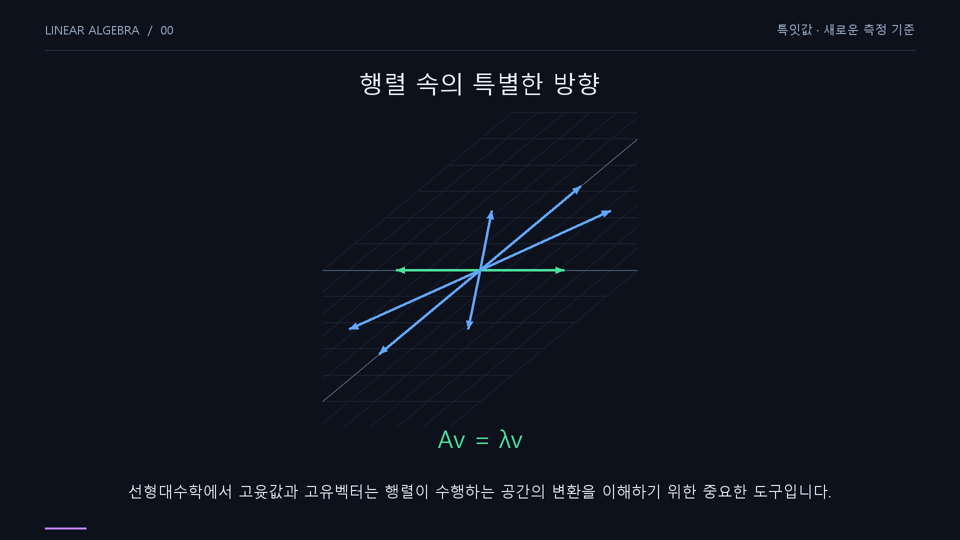 LINEAR ALGEBRA / 00
특잇값 · 새로운 측정 기준
행렬 속의 특별한 방향
Av = λv
선형대수학에서 고윳값과 고유벡터는 행렬이 수행하는 공간의 변환을 이해하기 위한 중요한 도구입니다.